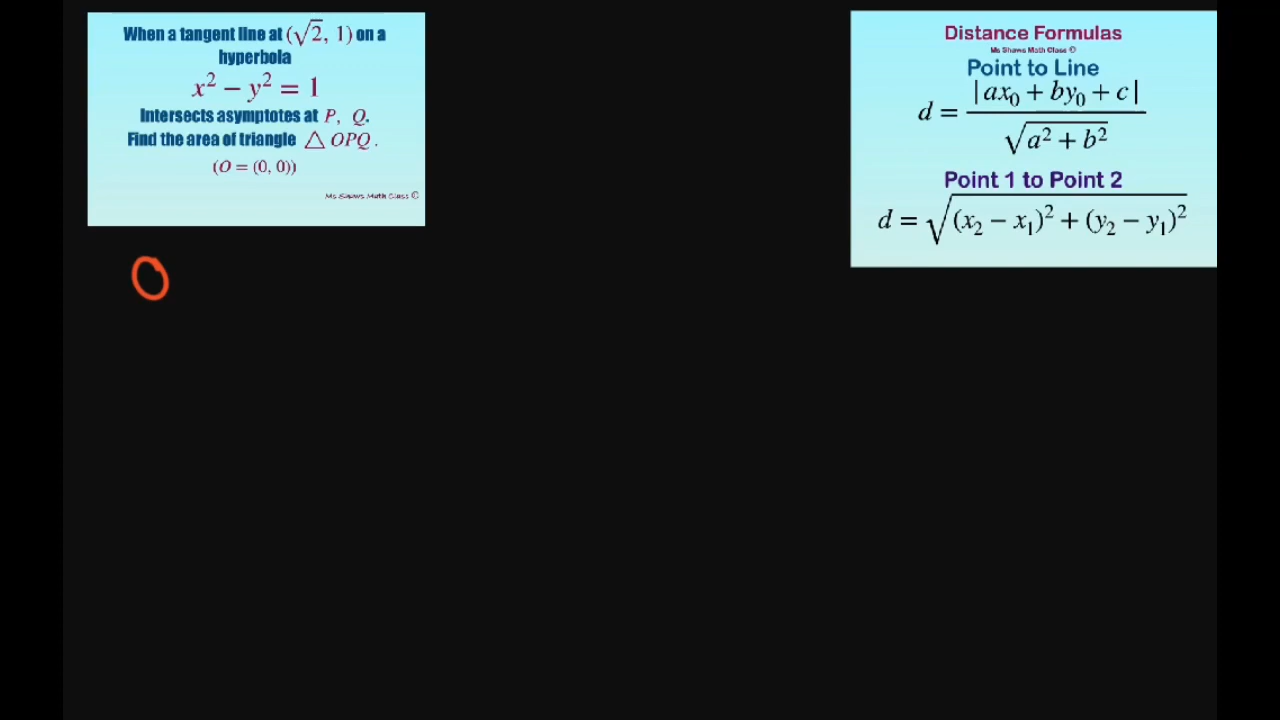 When a tangent line at (√2, 1) on a
hyperbola
x² − y² = 1
Intersects asymptotes at P, Q.
Find the area of triangle △ OPQ.
(O = (0, 0))
Ms Shaws Math Class ©
O
Distance Formulas
Ms Shaws Math Class ©
Point to Line
d = |ax₀ + by₀ + c| / √(a² + b²)
Point 1 to Point 2
d = √((x₂ − x₁)² + (y₂ − y₁)²)